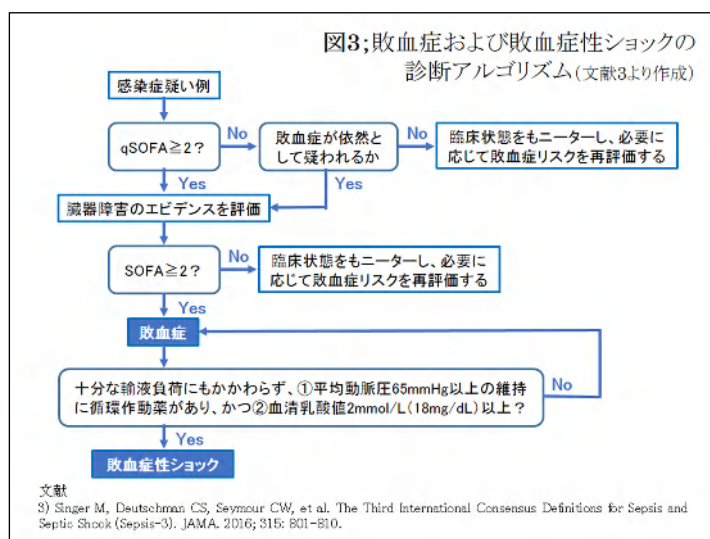 図3;敗血症および敗血症性ショックの
診断アルゴリズム(文献3より作成)
感染症疑い例
qSOFA≧2?
No
敗血症が依然と
して疑われるか
No
臨床状態をもニーターし、必要に
応じて敗血症リスクを再評価する
Yes
Yes
臓器障害のエビデンスを評価
SOFA≧2?
No
臨床状態をもニーターし、必要に
応じて敗血症リスクを再評価する
Yes
敗血症
十分な輸液負荷にもかかわらず、①平均動脈圧65mmHg以上の維持
に循環作動薬があり、かつ②血清乳酸値2mmol/L(18mg/dL)以上?
No
Yes
敗血症性ショック
文献
3) Singer M, Deutschman CS, Seymour CW, et al. The Third International Consensus Definitions for Sepsis and
Septic Shock (Sepsis-3). JAMA. 2016; 315: 801-810.